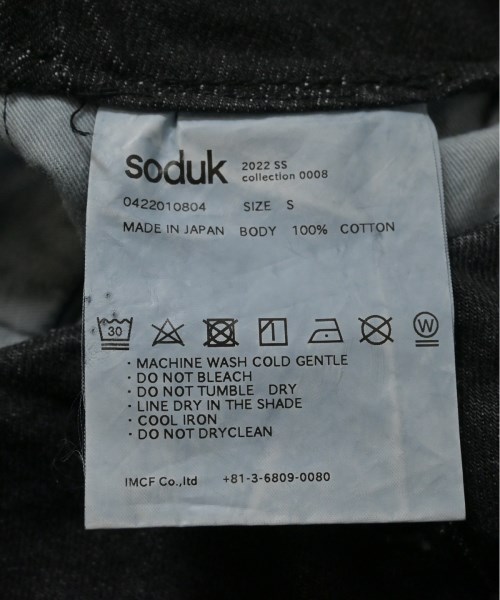 soduk 2022 SS
collection 0008
0422010804 SIZE S
MADE IN JAPAN BODY 100% COTTON
30 W
· MACHINE WASH COLD GENTLE
· DO NOT BLEACH
· DO NOT TUMBLE DRY
· LINE DRY IN THE SHADE
· COOL IRON
· DO NOT DRYCLEAN
IMCF Co.,ltd +81-3-6809-0080